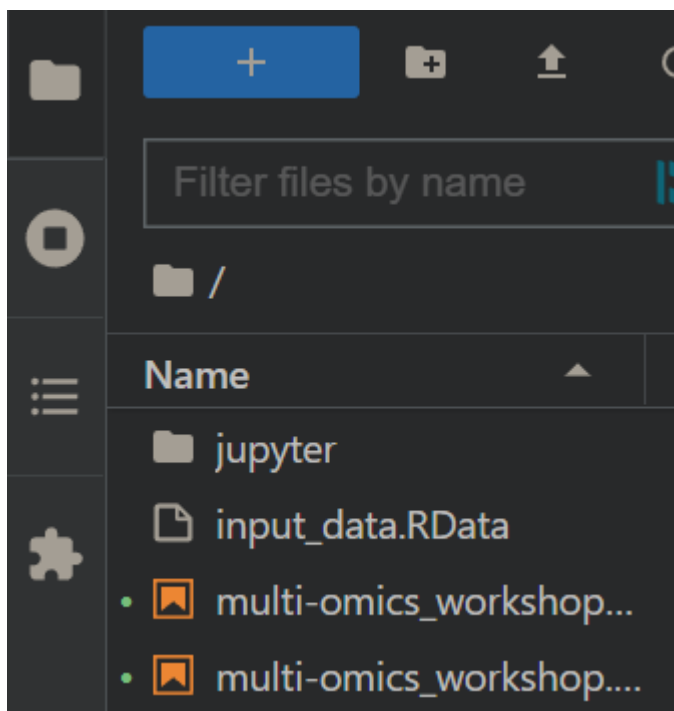 Filter files by name
/
Name
jupyter
input_data.RData
multi-omics_workshop...
multi-omics_workshop....